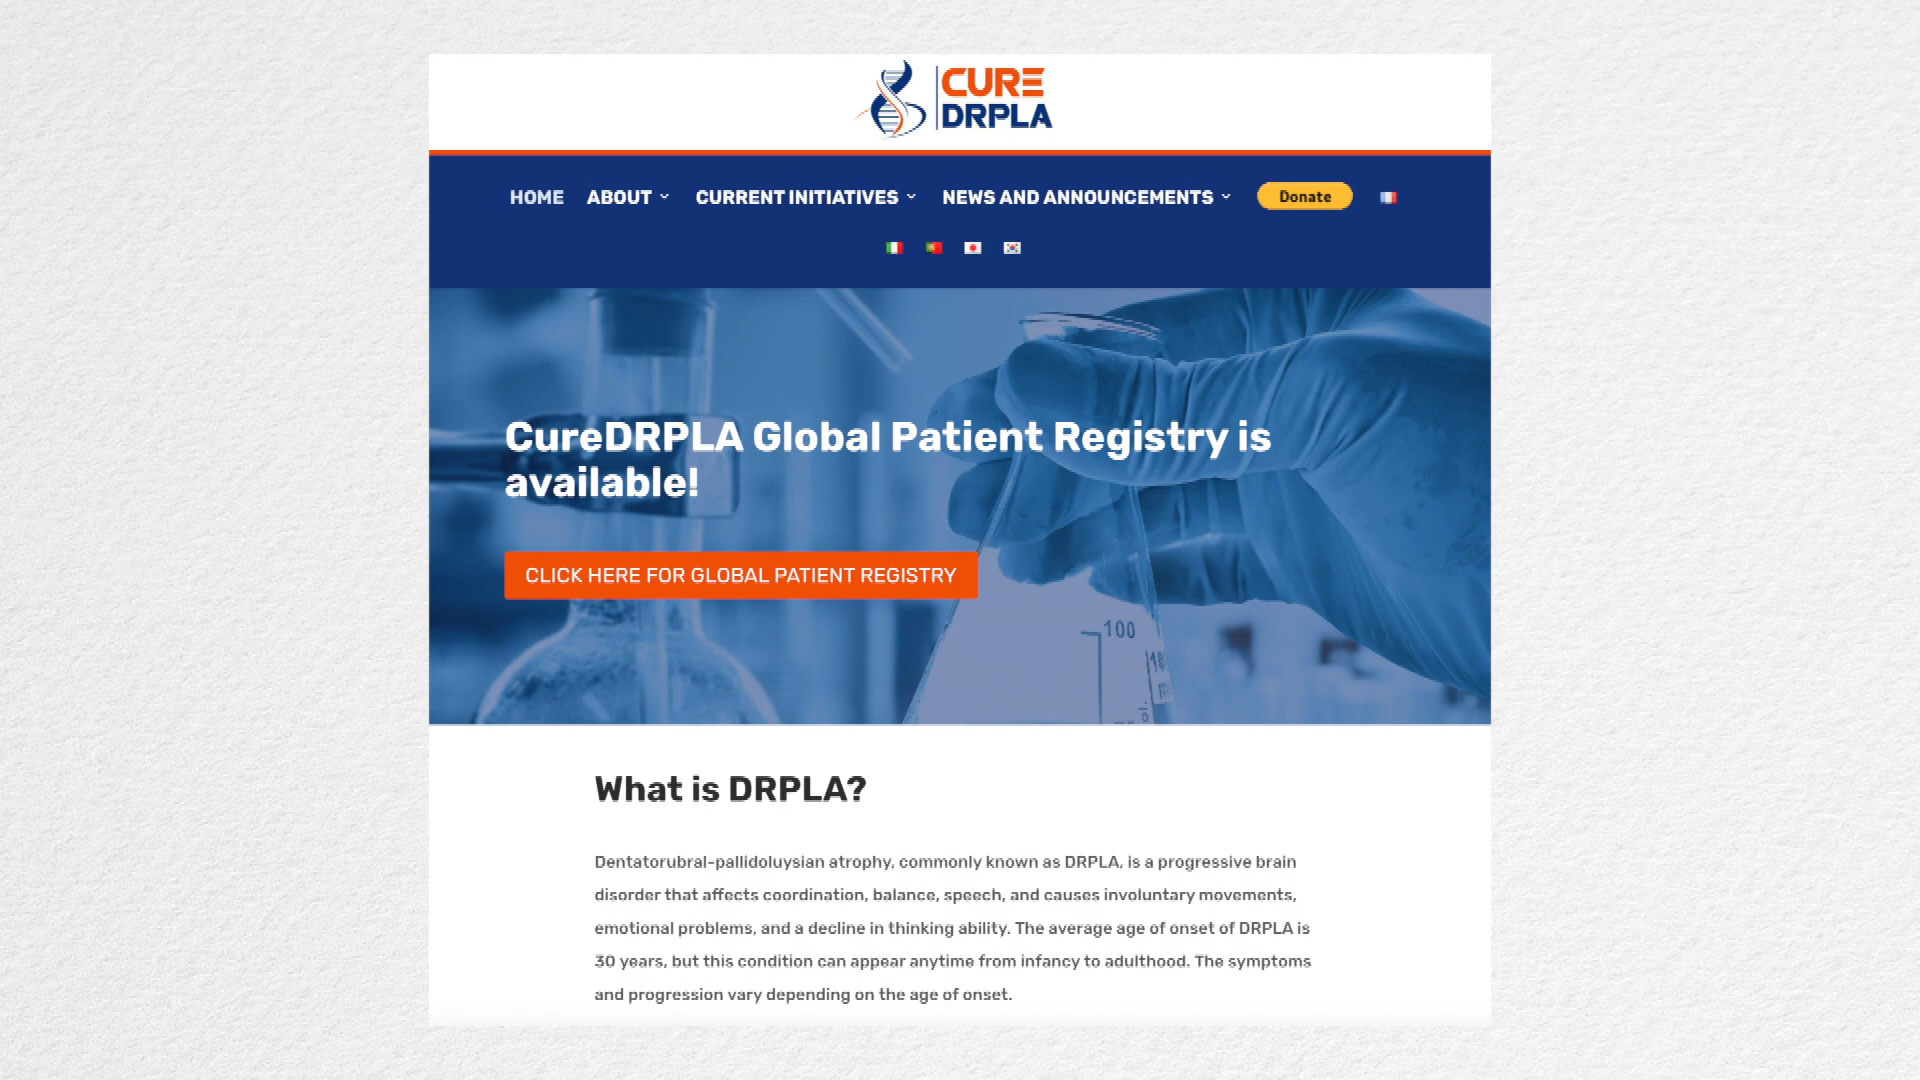 CURE
DRPLA
HOME ABOUT CURRENT INITIATIVES NEWS AND ANNOUNCEMENTS Donate
CureDRPLA Global Patient Registry is
available!
CLICK HERE FOR GLOBAL PATIENT REGISTRY
100
What is DRPLA?
Dentatorubral-pallidoluysian atrophy, commonly known as DRPLA, is a progressive brain
disorder that affects coordination, balance, speech, and causes involuntary movements,
emotional problems, and a decline in thinking ability. The average age of onset of DRPLA is
30 years, but this condition can appear anytime from infancy to adulthood. The symptoms
and progression vary depending on the age of onset.